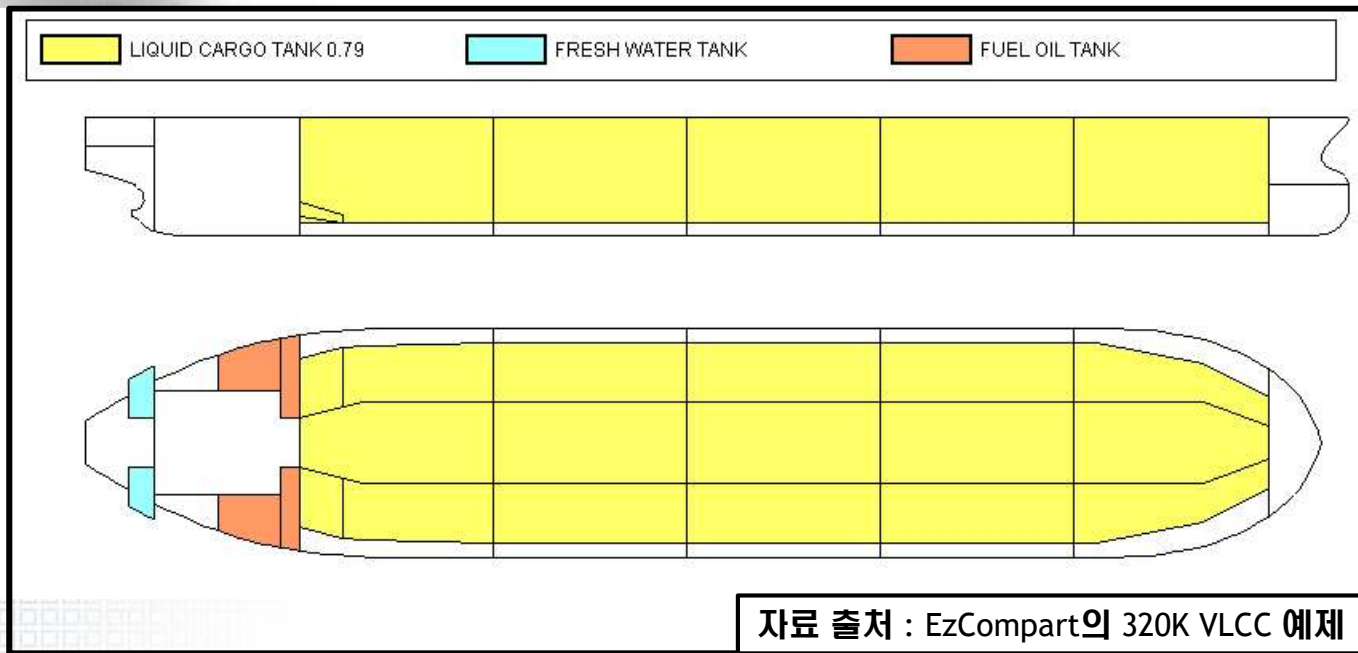 LIQUID CARGO TANK 0.79 FRESH WATER TANK FUEL OIL TANK
자료 출처 : EzCompart의 320K VLCC 예제